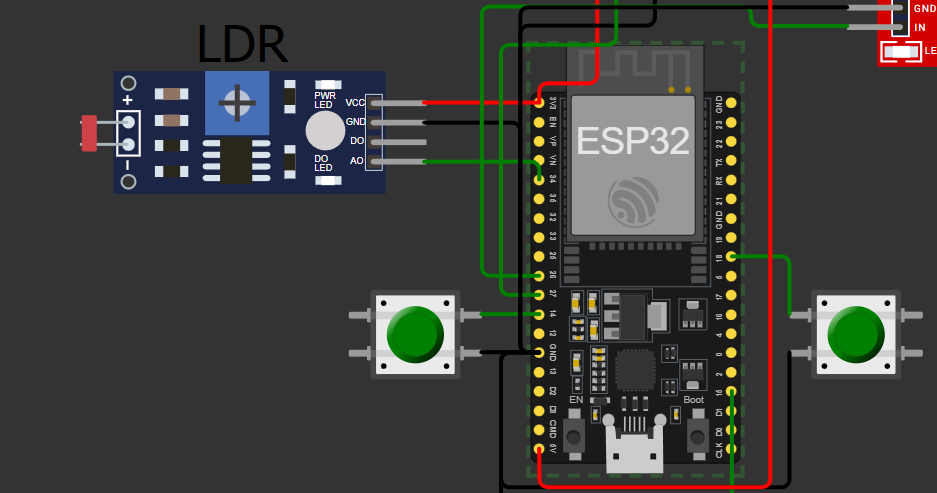 LDR
GND
IN
LE
+
PWR
LED
VCC
GND
DO
AO
DO
LED
−
ESP32
3V3
EN
VP
VN
34
35
32
33
25
26
27
14
12
GND
13
D2
D3
CMD
5V
GND
23
22
TX
RX
21
GND
19
18
5
17
16
4
0
2
15
D1
D0
CLK
EN
Boot